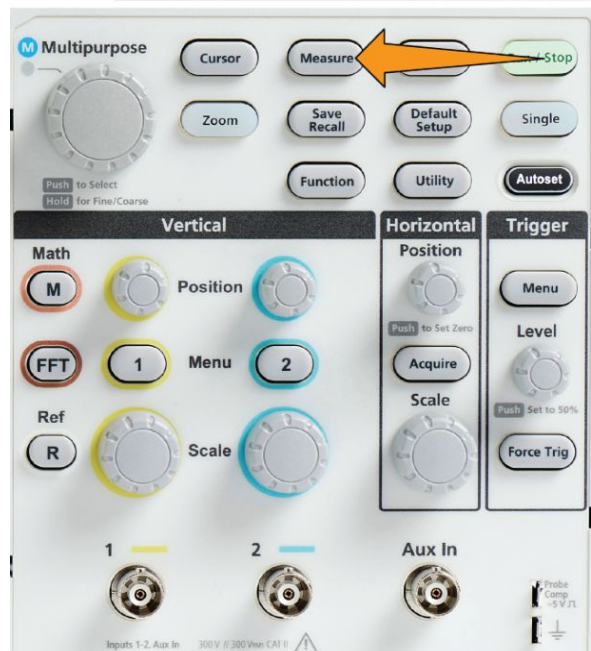 M Multipurpose
Cursor
Measure
Stop
Zoom
Save
Recall
Default
Setup
Single
Push to Select
Hold for Fine/Coarse
Function
Utility
Autoset
Vertical
Horizontal
Trigger
Math
M
Position
Position
Push to Set Zero
Menu
Level
FFT
1
Menu
2
Acquire
Push Set to 50%
Ref
R
Scale
Scale
Force Trig
1
2
Aux In
Probe
Comp
~5 V
Inputs 1-2, Aux In 300 V
CAT II